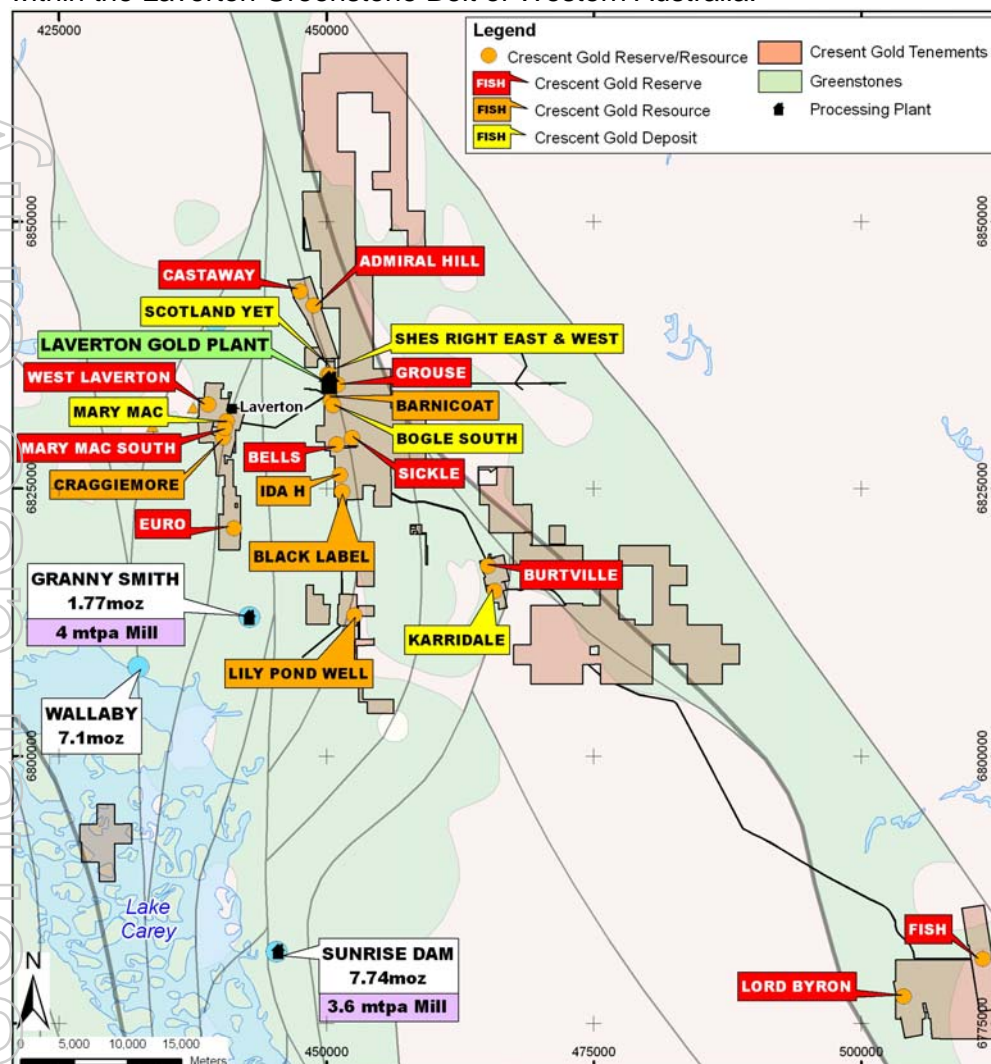 within the Laverton Greenstone Belt of Western Australia.
425000
450000
Legend
Crescent Gold Reserve/Resource
FISH Crescent Gold Reserve
FISH Crescent Gold Resource
FISH Crescent Gold Deposit
Cresent Gold Tenements
Greenstones
Processing Plant
6850000
6850000
CASTAWAY
ADMIRAL HILL
SCOTLAND YET
LAVERTON GOLD PLANT
SHES RIGHT EAST & WEST
WEST LAVERTON
GROUSE
MARY MAC
Laverton
BARNICOAT
MARY MAC SOUTH
BOGLE SOUTH
BELLS
SICKLE
CRAGGIEMORE
IDA H
6825000
6825000
EURO
BLACK LABEL
BURTVILLE
GRANNY SMITH
1.77moz
4 mtpa Mill
KARRIDALE
LILY POND WELL
WALLABY
7.1moz
6800000
6800000
Lake
Carey
FISH
SUNRISE DAM
7.74moz
3.6 mtpa Mill
LORD BYRON
N
6775000
0 5,000 10,000 15,000
Meters
450000
475000
500000